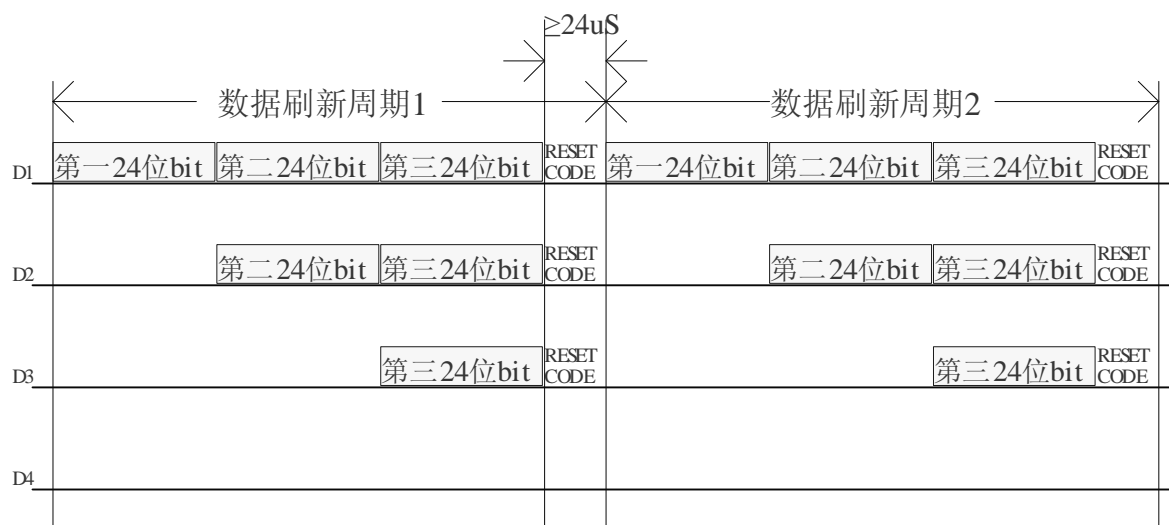 ≥24uS
数据刷新周期1 数据刷新周期2
D1 第一24位bit 第二24位bit 第三24位bit RESET CODE 第一24位bit 第二24位bit 第三24位bit RESET CODE
D2 第二24位bit 第三24位bit RESET CODE 第二24位bit 第三24位bit RESET CODE
D3 第三24位bit RESET CODE 第三24位bit RESET CODE
D4